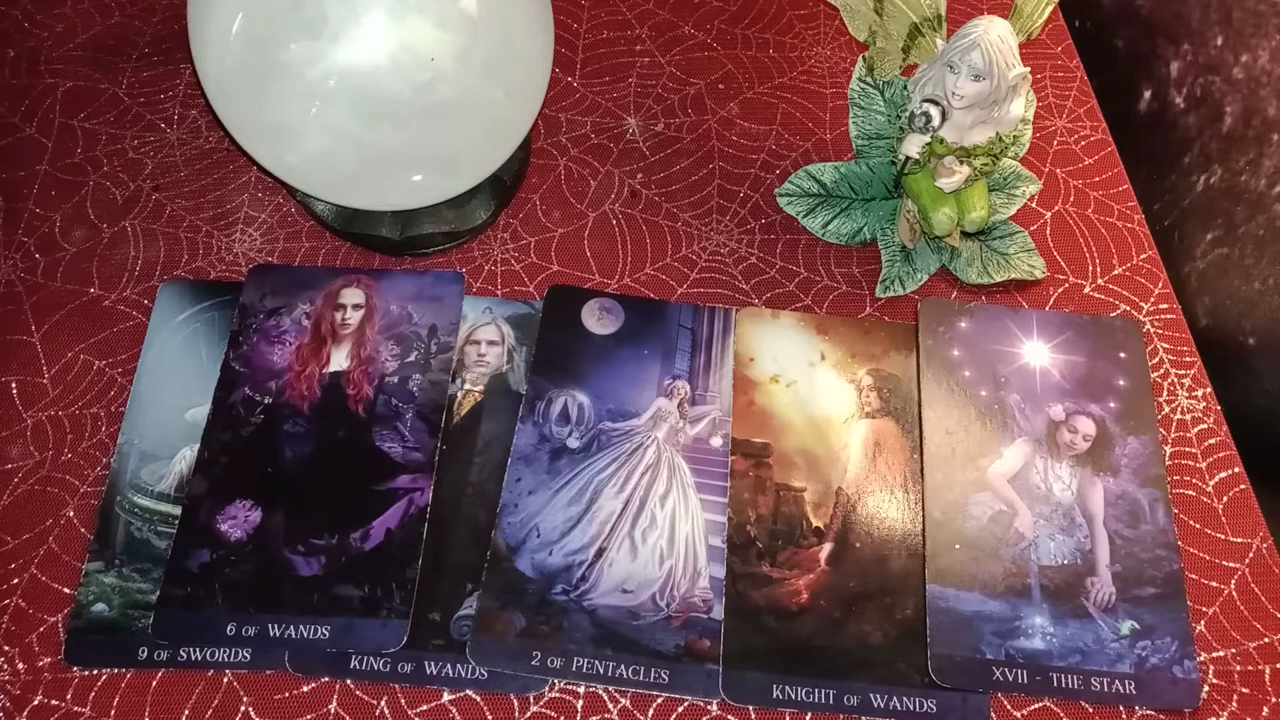 6 OF WANDS
9 OF SWORDS
KING OF WANDS
2 OF PENTACLES
KNIGHT OF WANDS
XVII - THE STAR